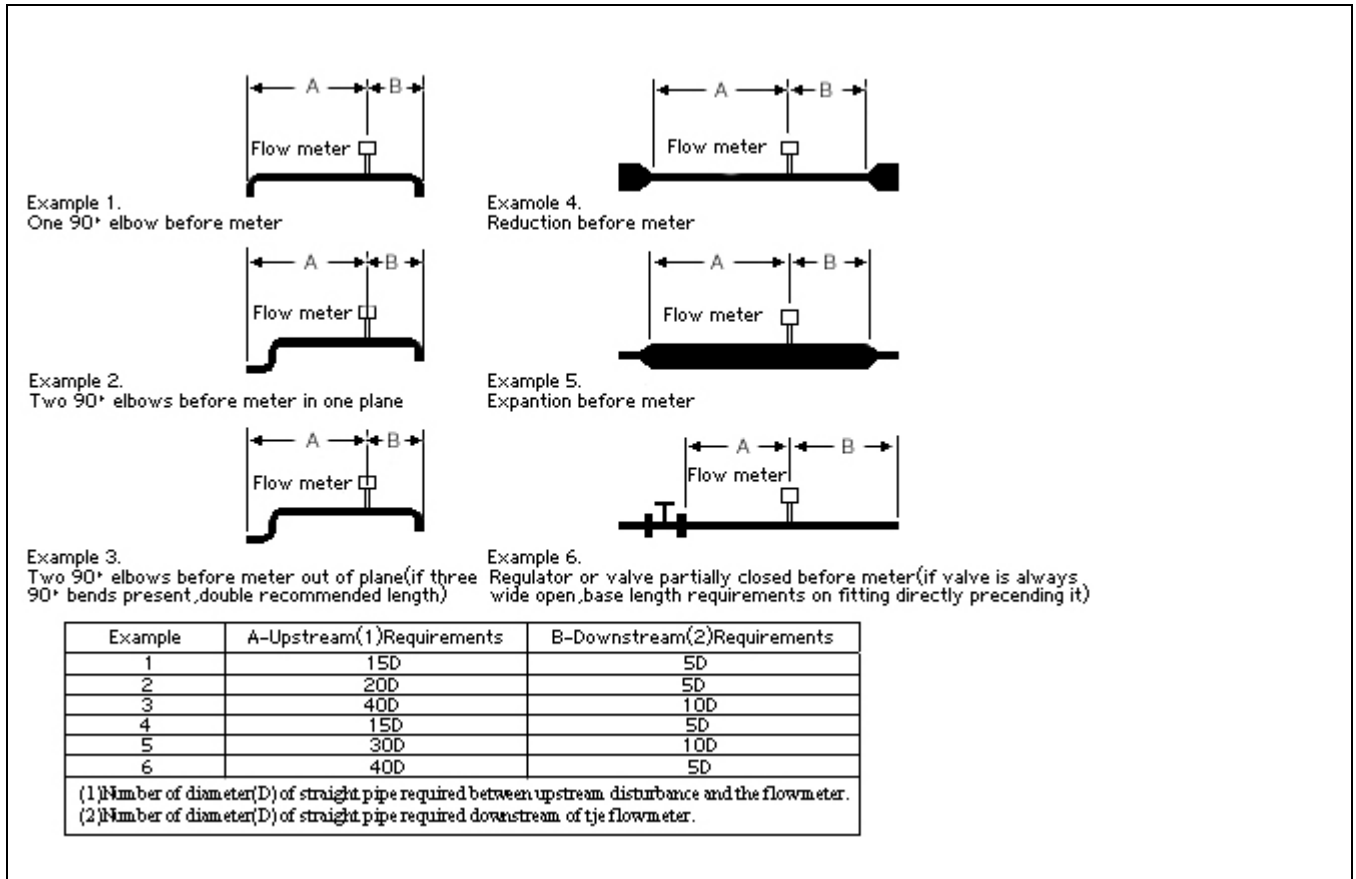 A B
Flow meter
Example 1.
One 90° elbow before meter
A B
Flow meter
Examole 4.
Reduction before meter
A B
Flow meter
Example 2.
Two 90° elbows before meter in one plane
A B
Flow meter
Example 5.
Expantion before meter
A B
Flow meter
Example 3.
Two 90° elbows before meter out of plane(if three
90° bends present,double recommended length)
A B
Flow meter
Example 6.
Regulator or valve partially closed before meter(if valve is always
wide open,base length requirements on fitting directly precending it)
Example A-Upstream(1)Requirements B-Downstream(2)Requirements
1 15D 5D
2 20D 5D
3 40D 10D
4 15D 5D
5 30D 10D
6 40D 5D
(1)Number of diameter(D) of straight pipe required between upstream disturbance and the flowmeter.
(2)Number of diameter(D) of straight pipe required downstream of tje flowmeter.